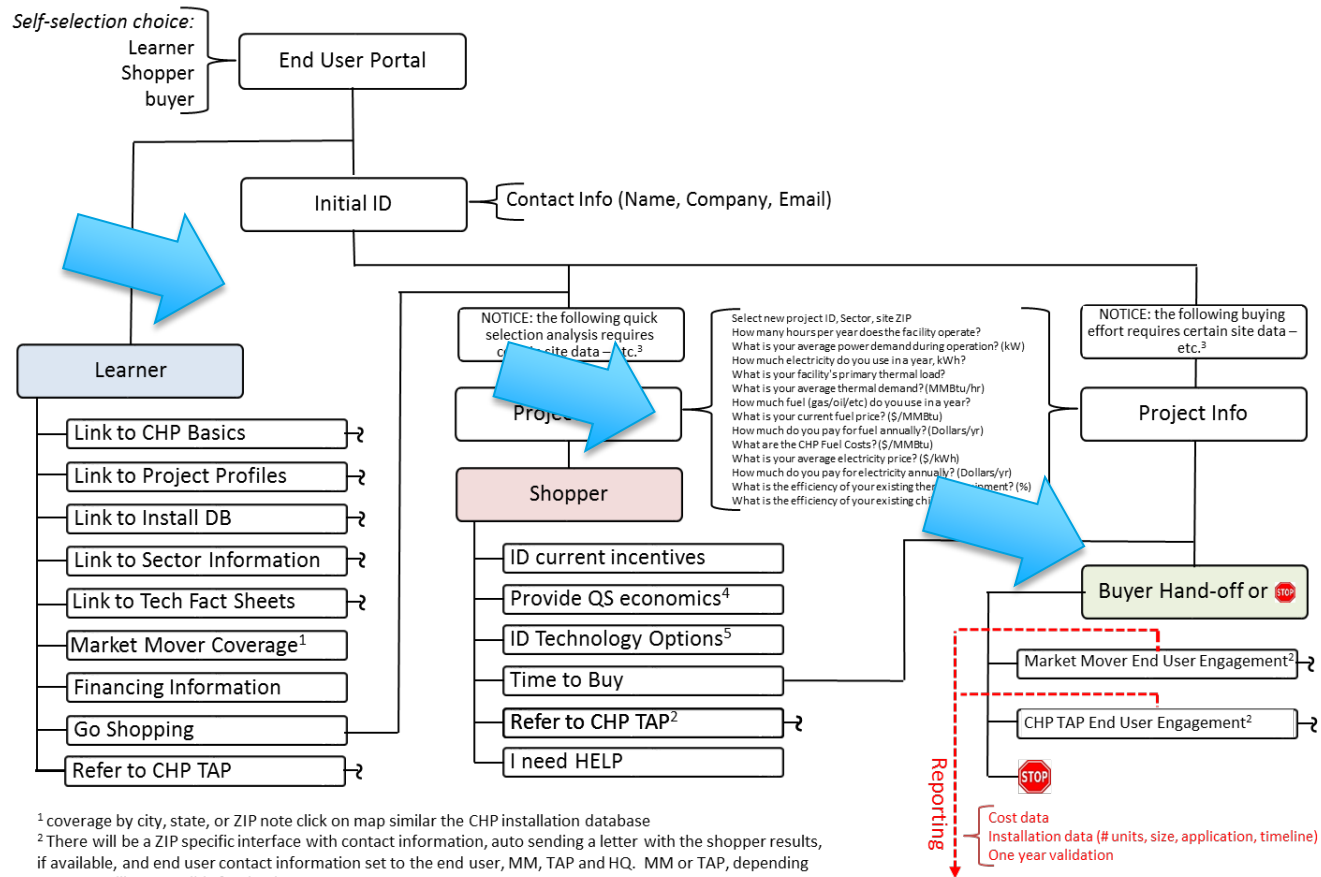 Self-selection choice:
Learner
Shopper
buyer
End User Portal
Initial ID
Contact Info (Name, Company, Email)
Learner
Link to CHP Basics
Link to Project Profiles
Link to Install DB
Link to Sector Information
Link to Tech Fact Sheets
Market Mover Coverage1
Financing Information
Go Shopping
Refer to CHP TAP
NOTICE: the following quick
selection analysis requires
site data – etc.3
Shopper
ID current incentives
Provide QS economics4
ID Technology Options5
Time to Buy
Refer to CHP TAP2
I need HELP
Select new project ID, Sector, site ZIP
How many hours per year does the facility operate?
What is your average power demand during operation? (kW)
How much electricity do you use in a year, kWh?
What is your facility's primary thermal load?
What is your average thermal demand? (MMBtu/hr)
How much fuel (gas/oil/etc) do you use in a year?
What is your current fuel price? ($/MMBtu)
How much do you pay for fuel annually? (Dollars/yr)
What are the CHP Fuel Costs? ($/MMBtu)
What is your average electricity price? ($/kWh)
How much do you pay for electricity annually? (Dollars/yr)
What is the efficiency of your existing (%)
What is the efficiency of your existing
NOTICE: the following buying
effort requires certain site data –
etc.3
Project Info
Buyer Hand-off or STOP
Market Mover End User Engagement2
CHP TAP End User Engagement2
STOP
Reporting
Cost data
Installation data (# units, size, application, timeline)
One year validation
1 coverage by city, state, or ZIP note click on map similar the CHP installation database
2 There will be a ZIP specific interface with contact information, auto sending a letter with the shopper results,
if available, and end user contact information set to the end user, MM, TAP and HQ. MM or TAP, depending